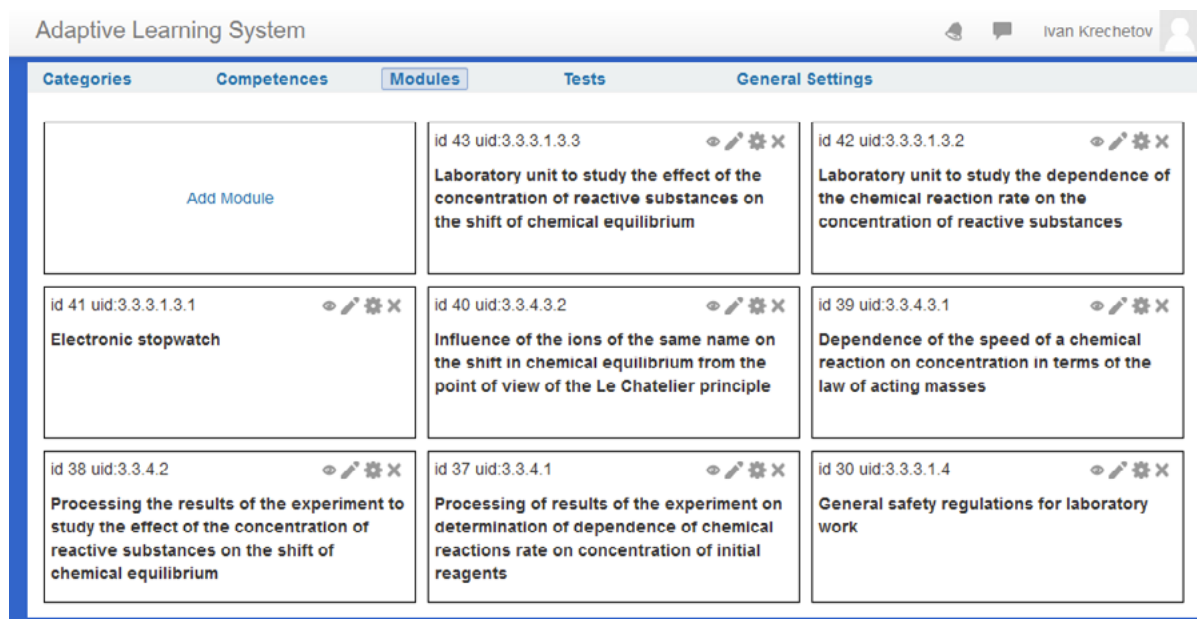 Adaptive Learning System
Ivan Krechetov
Categories Competences Modules Tests General Settings
Add Module
id 43 uid:3.3.3.1.3.3
Laboratory unit to study the effect of the
concentration of reactive substances on
the shift of chemical equilibrium
id 42 uid:3.3.3.1.3.2
Laboratory unit to study the dependence of
the chemical reaction rate on the
concentration of reactive substances
id 41 uid:3.3.3.1.3.1
Electronic stopwatch
id 40 uid:3.3.4.3.2
Influence of the ions of the same name on
the shift in chemical equilibrium from the
point of view of the Le Chatelier principle
id 39 uid:3.3.4.3.1
Dependence of the speed of a chemical
reaction on concentration in terms of the
law of acting masses
id 38 uid:3.3.4.2
Processing the results of the experiment to
study the effect of the concentration of
reactive substances on the shift of
chemical equilibrium
id 37 uid:3.3.4.1
Processing of results of the experiment on
determination of dependence of chemical
reactions rate on concentration of initial
reagents
id 30 uid:3.3.3.1.4
General safety regulations for laboratory
work